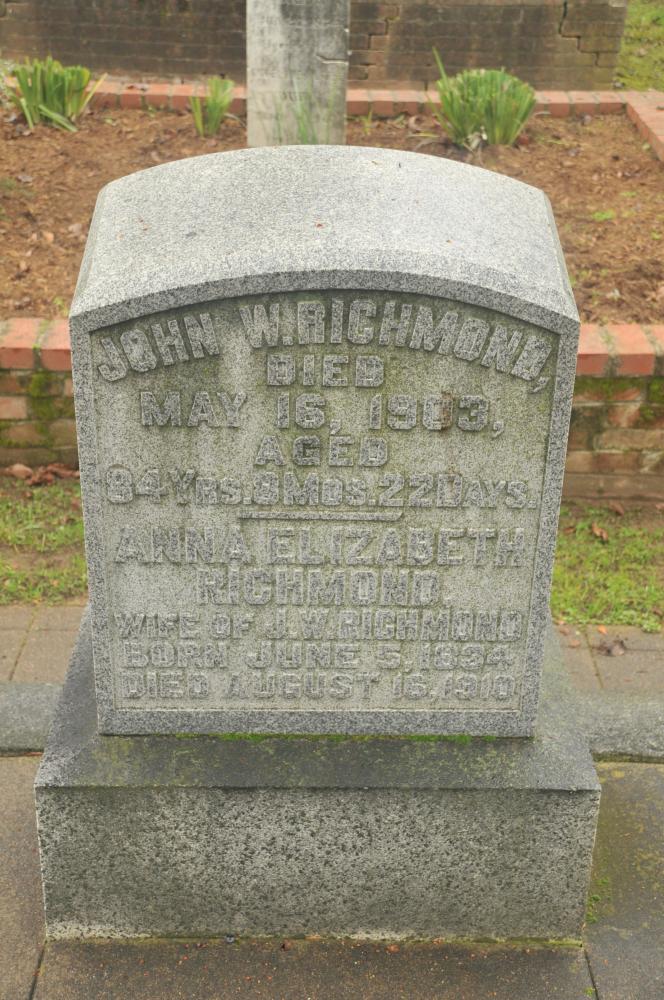 JOHN W. RICHMOND,
DIED
MAY 16, 1903,
AGED
84 YRS. 9 MOS. 22 DAYS.
ANNA ELIZABETH
RICHMOND.
WIFE OF J. W. RICHMOND
BORN JUNE 5, 1834
DIED AUGUST 16, 1910